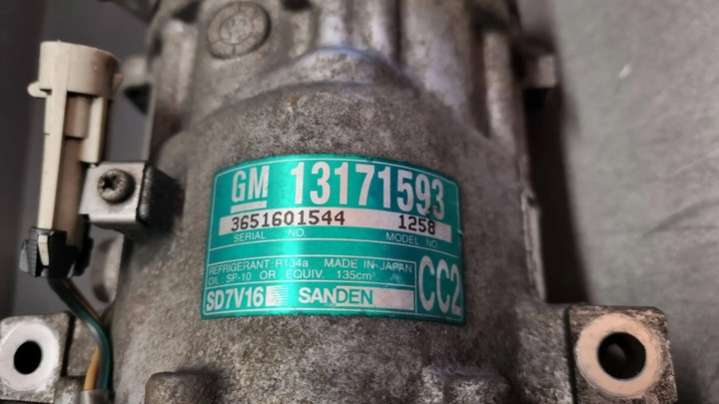 GM 13171593
3651601544 1258
SERIAL NO. MODEL NO.
REFRIGERANT R134a MADE IN JAPAN
OIL SP-10 OR EQUIV. 135cm³
SD7V16 SANDEN CC2